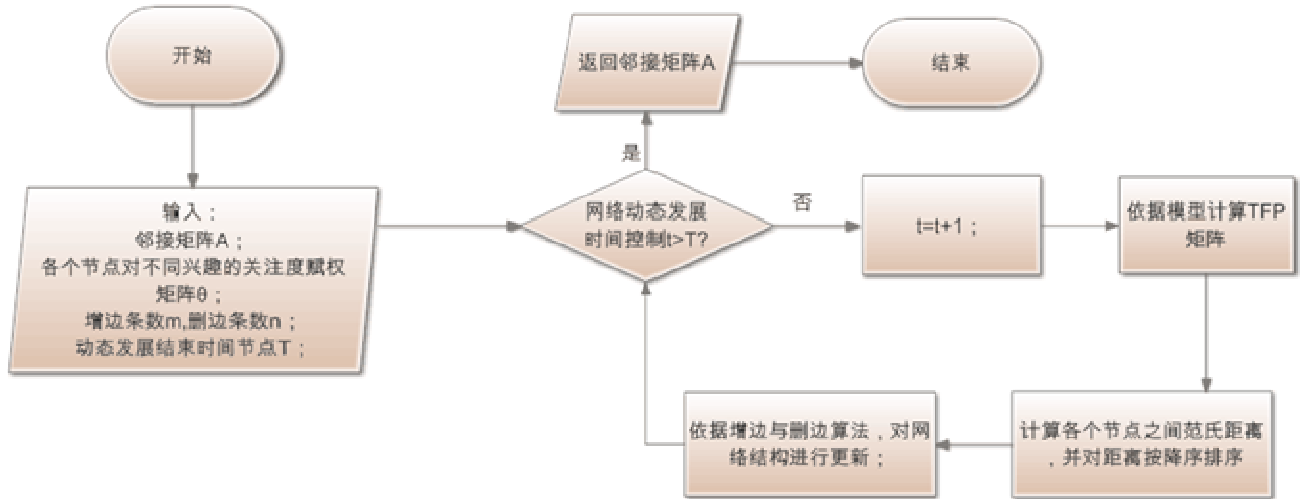 开始
输入；
邻接矩阵A；
各个节点对不同兴趣的关注度赋权
矩阵θ；
增边条数m,删边条数n；
动态发展结束时间节点T；
返回邻接矩阵A
结束
是
网络动态发展
时间控制t>T?
否
t=t+1；
依据模型计算TFP
矩阵
计算各个节点之间范氏距离
，并对距离按降序排序
依据增边与删边算法，对网
络结构进行更新；